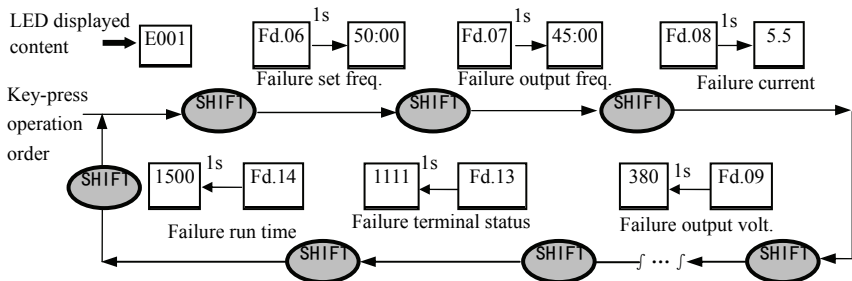 LED displayed
content
E001
Fd.06
1s
50:00
Failure set freq.
Fd.07
1s
45:00
Failure output freq.
Fd.08
1s
5.5
Failure current
Key-press
operation
order
SHIFT
SHIFT
SHIFT
SHIFT
1500
1s
Fd.14
Failure run time
1111
1s
Fd.13
Failure terminal status
380
1s
Fd.09
Failure output volt.
SHIFT
SHIFT
∫ ··· ∫
SHIFT